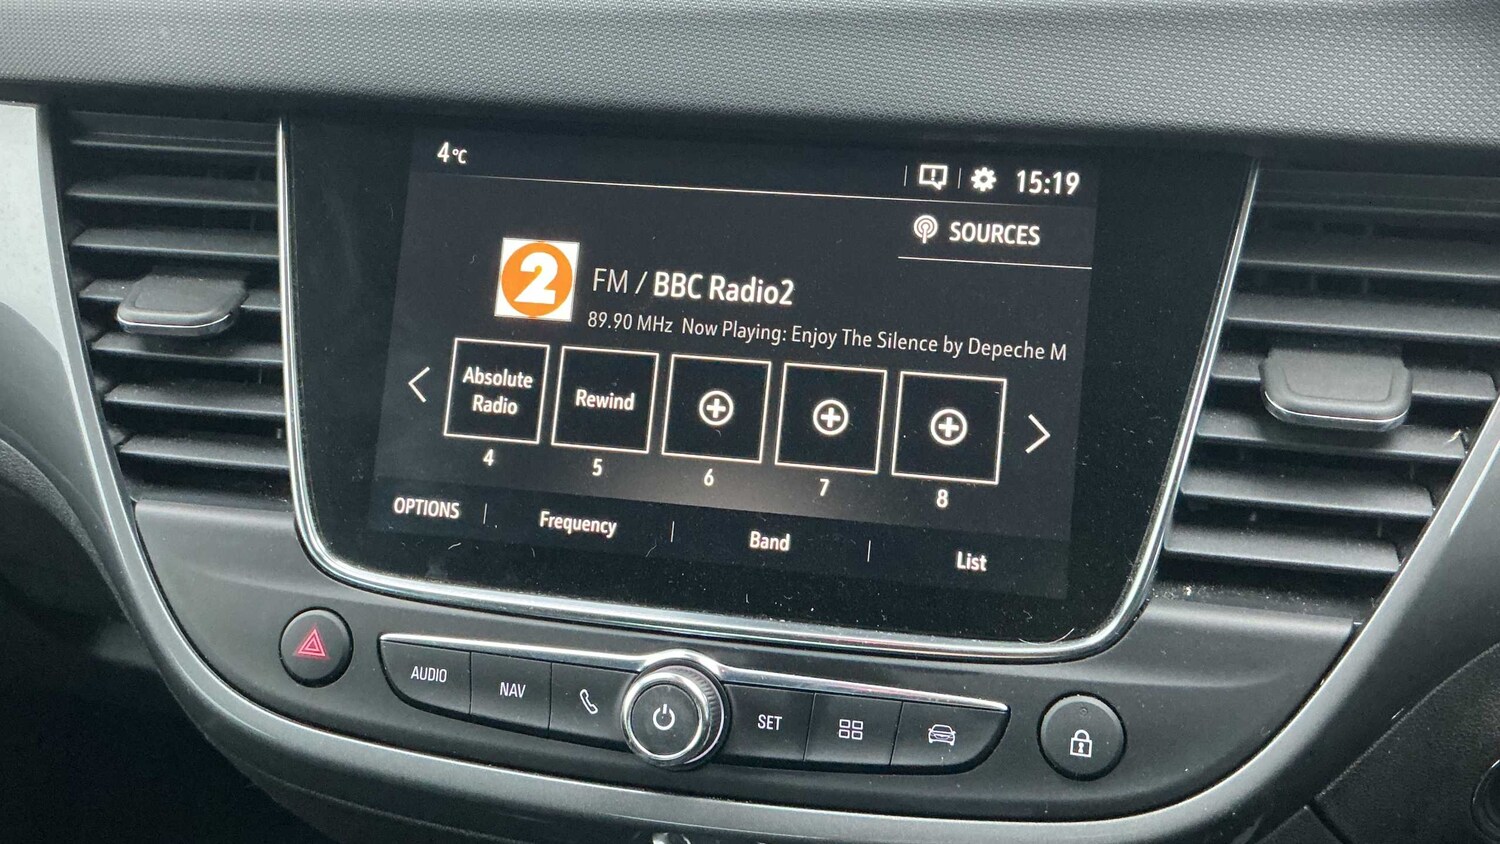 4°C
15:19
SOURCES
2
FM / BBC Radio2
89.90 MHz Now Playing: Enjoy The Silence by Depeche M
Absolute
Radio
Rewind
4
5
6
7
8
OPTIONS
Frequency
Band
List
AUDIO
NAV
SET